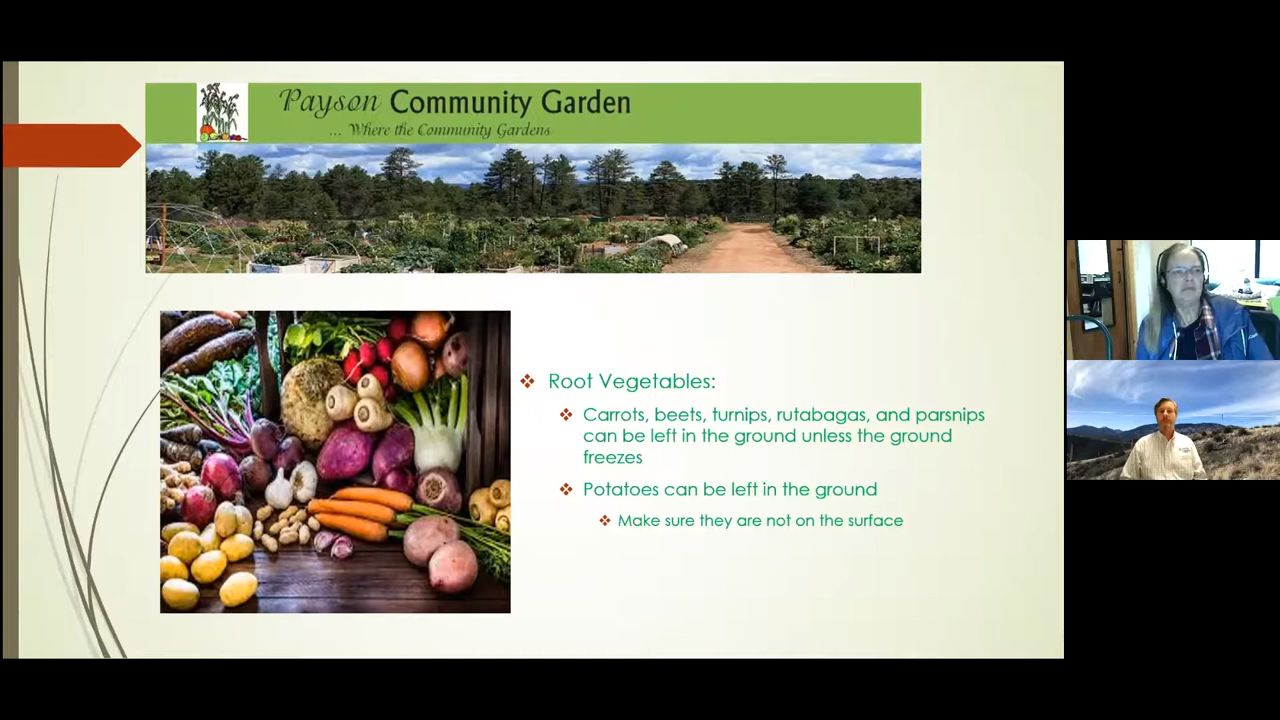 Payson Community Garden
... Where the Community Gardens
Root Vegetables:
Carrots, beets, turnips, rutabagas, and parsnips
can be left in the ground unless the ground
freezes
Potatoes can be left in the ground
Make sure they are not on the surface